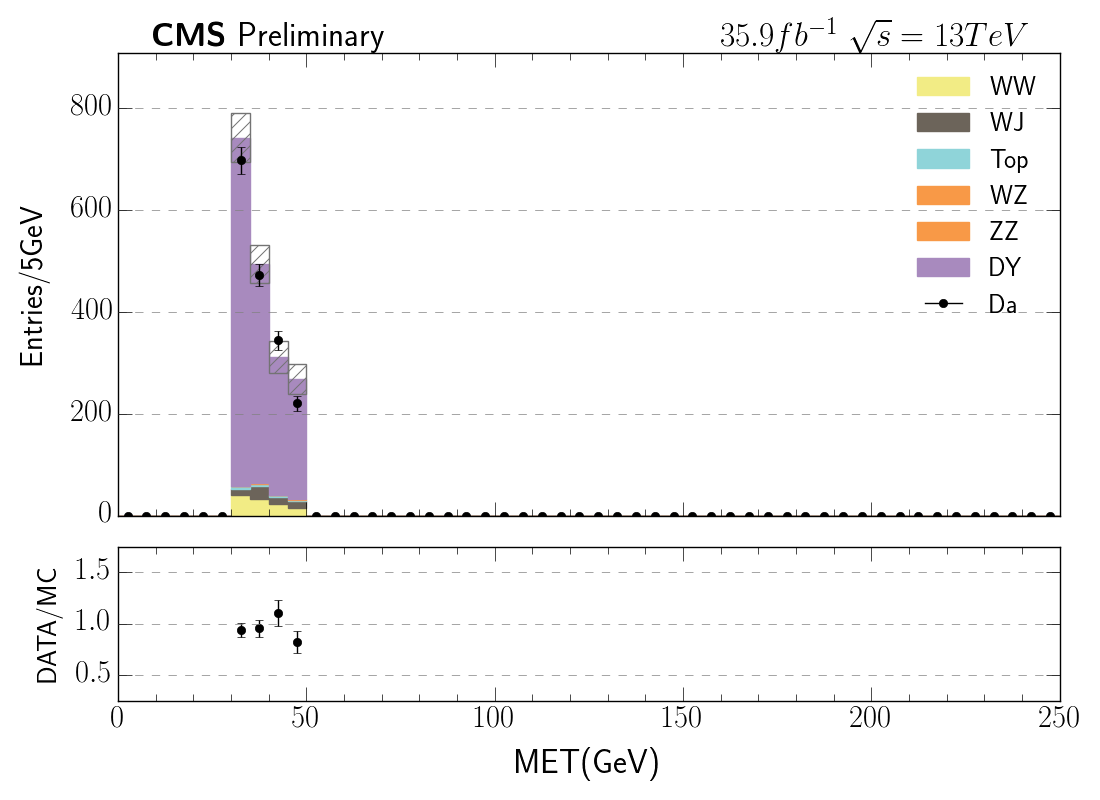 CMS Preliminary
35.9fb⁻¹ √s = 13TeV
Entries/5GeV
800
600
400
200
0
WW
WJ
Top
WZ
ZZ
DY
Da
DATA/MC
1.5
1.0
0.5
0 50 100 150 200 250
MET(GeV)